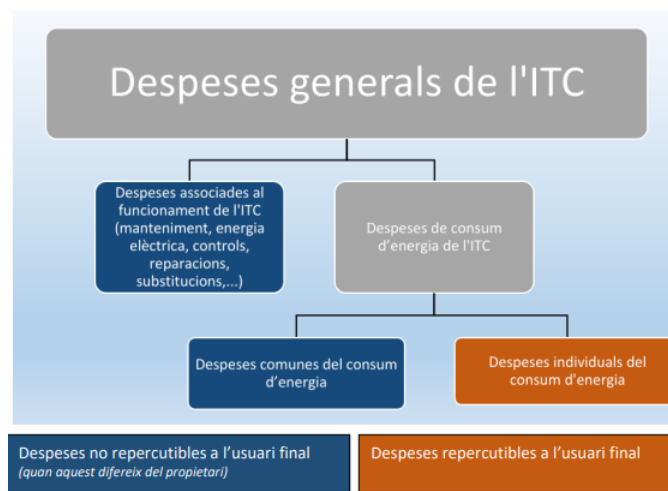 Despeses generals de l'ITC
Despeses associades al
funcionament de l'ITC
(manteniment, energia
elèctrica, controls,
reparacions,
substitucions,...)
Despeses de consum
d’energia de l'ITC
Despeses comunes del consum
d’energia
Despeses individuals del
consum d'energia
Despeses no repercutibles a l’usuari final
(quan aquest difereix del propietari)
Despeses repercutibles a l’usuari final